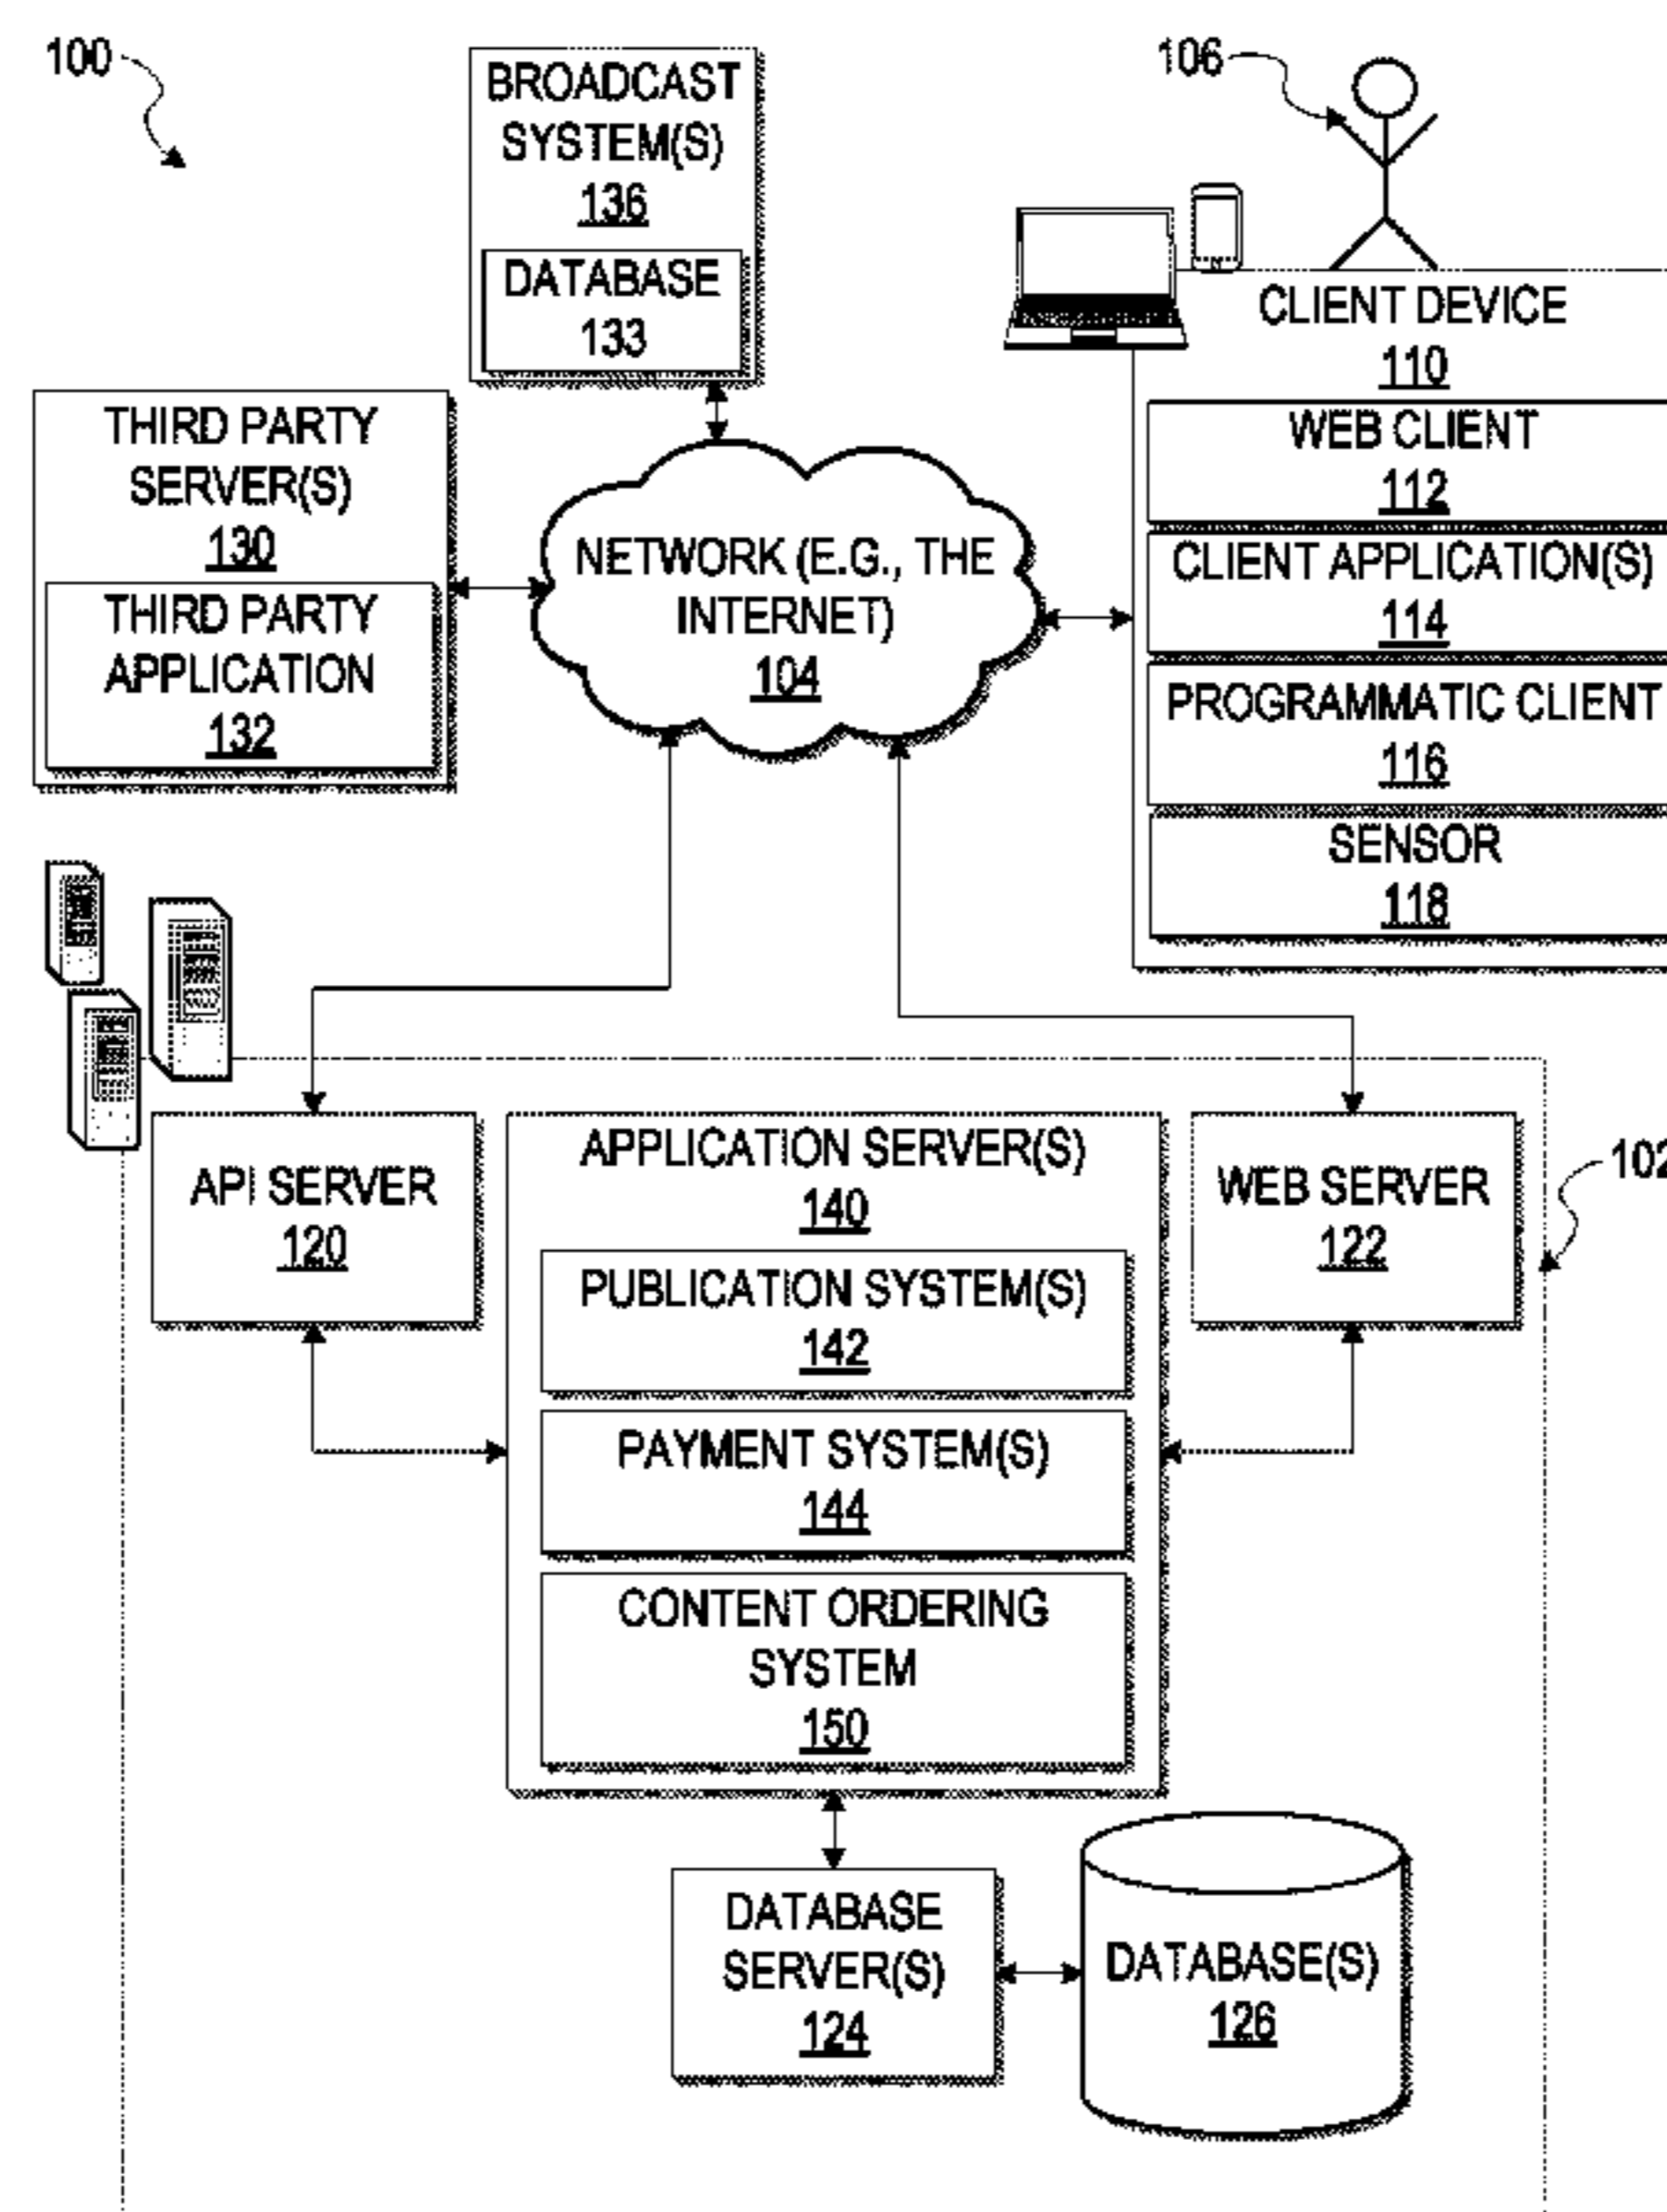 100
BROADCAST
SYSTEM(S)
136
DATABASE
133
106
CLIENT DEVICE
110
WEB CLIENT
112
CLIENT APPLICATION(S)
114
PROGRAMMATIC CLIENT
116
SENSOR
118
THIRD PARTY
SERVER(S)
130
THIRD PARTY
APPLICATION
132
NETWORK (E.G., THE
INTERNET)
104
API SERVER
120
APPLICATION SERVER(S)
140
PUBLICATION SYSTEM(S)
142
PAYMENT SYSTEM(S)
144
CONTENT ORDERING
SYSTEM
150
WEB SERVER
122
102
DATABASE
SERVER(S)
124
DATABASE(S)
126